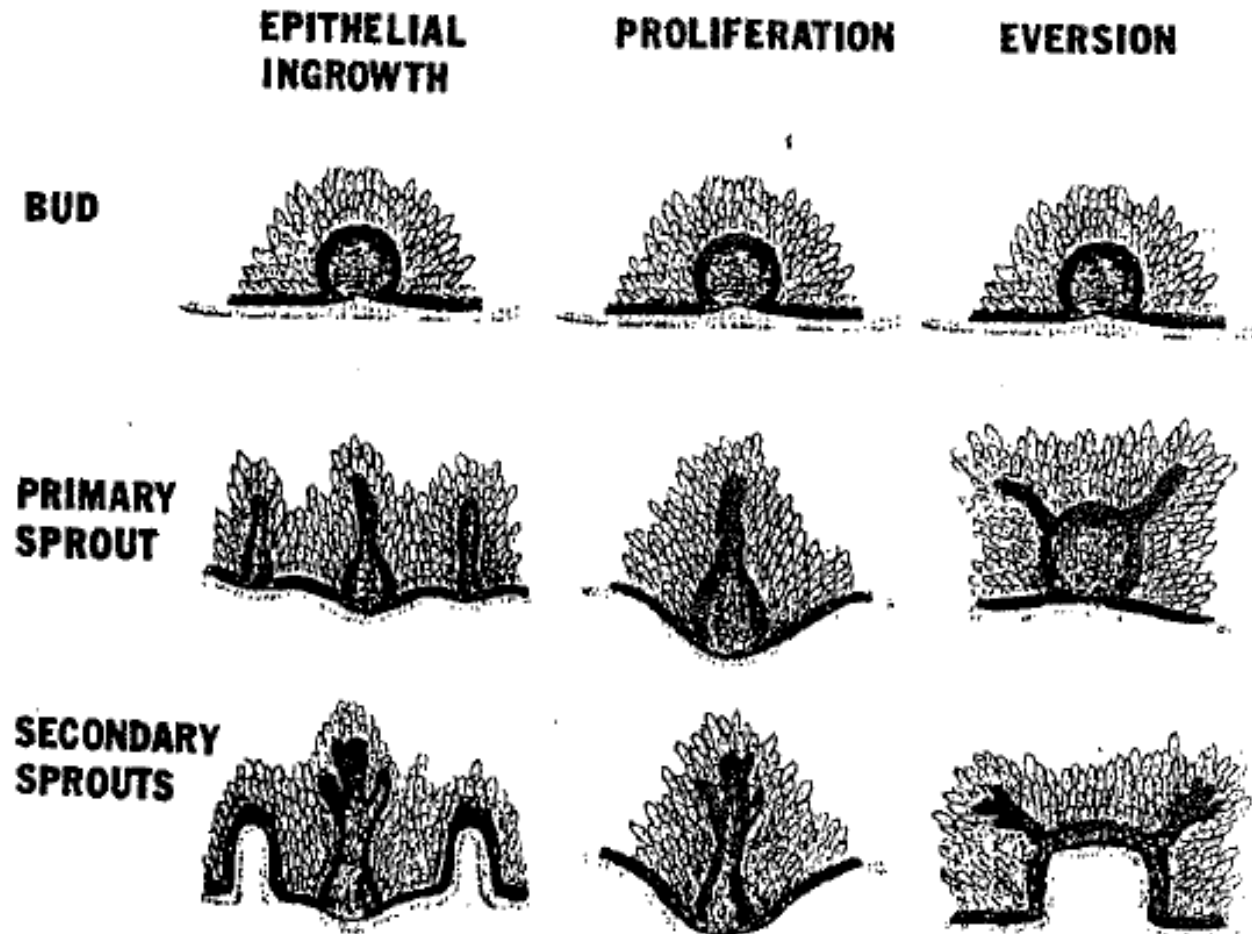 EPITHELIAL
INGROWTH
PROLIFERATION
EVERSION
BUD
PRIMARY
SPROUT
SECONDARY
SPROUTS